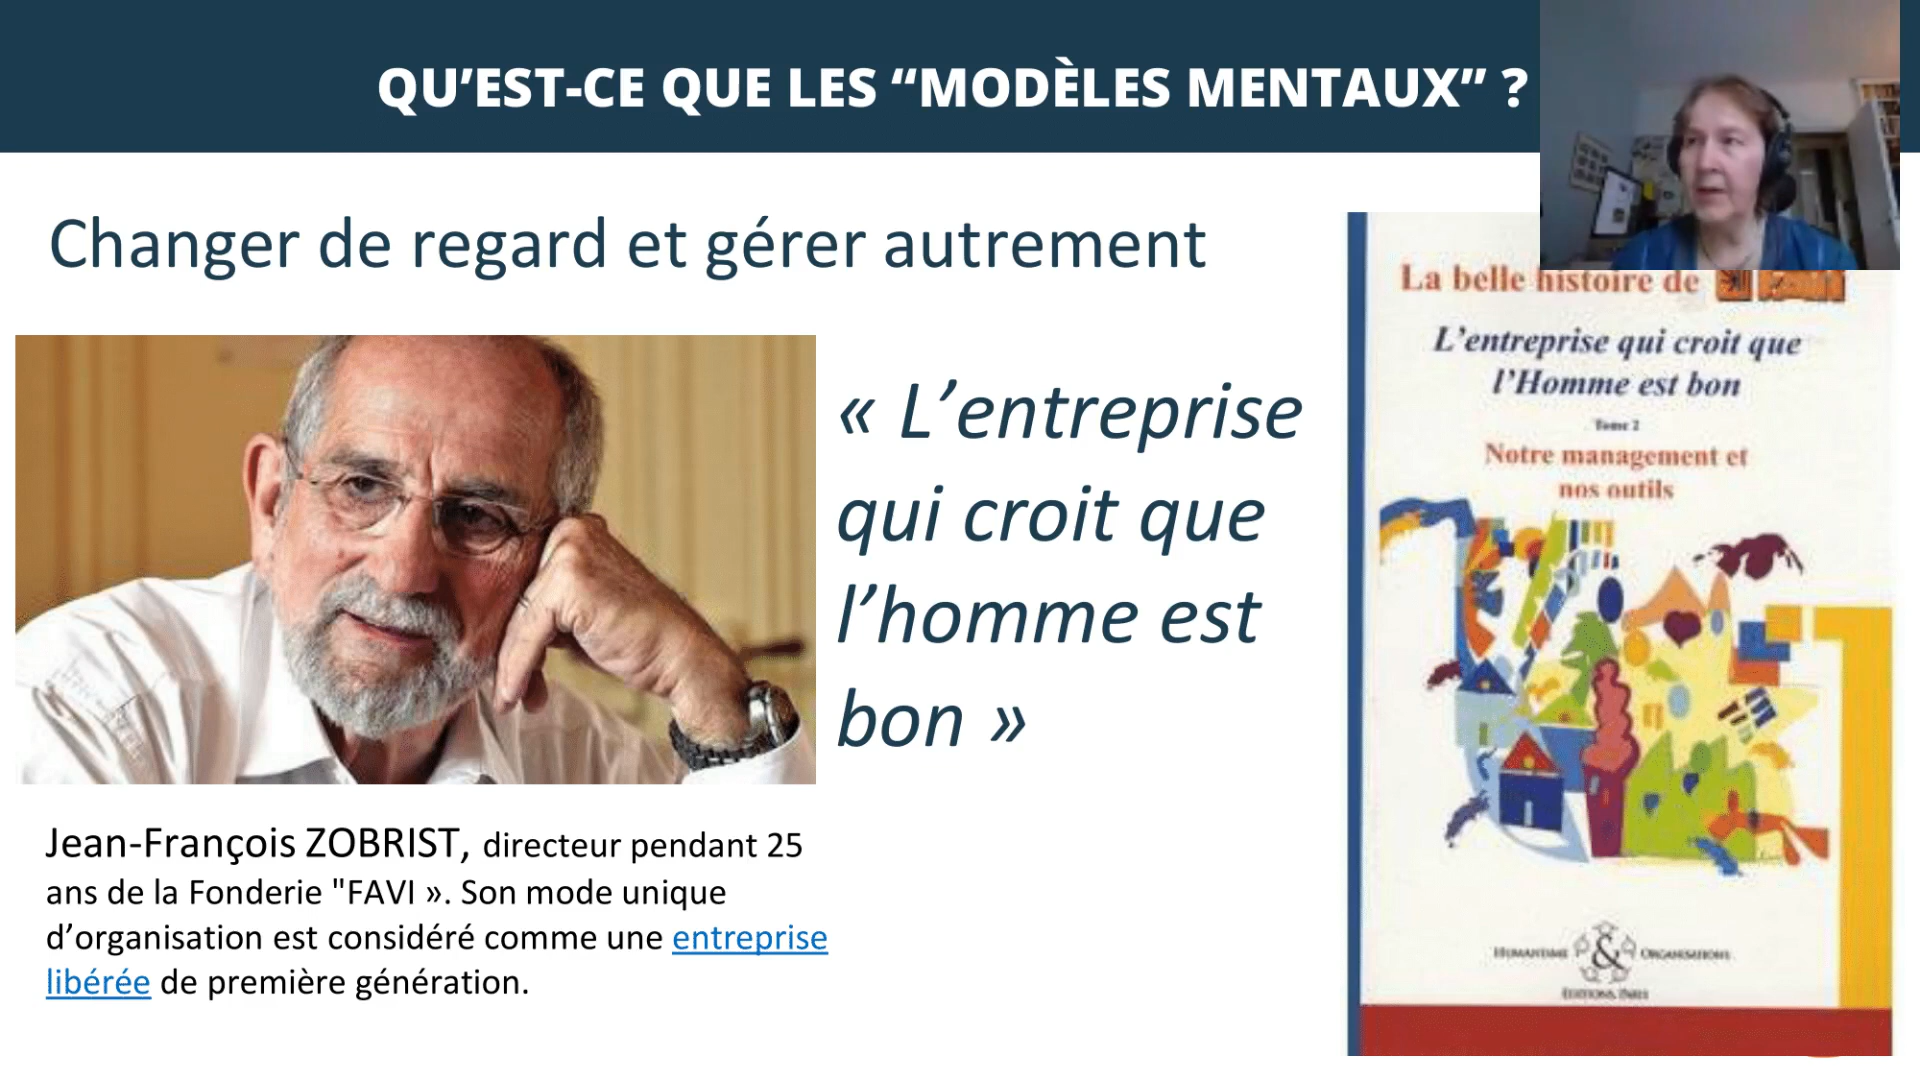 QU’EST-CE QUE LES “MODÈLES MENTAUX” ?
Changer de regard et gérer autrement
« L’entreprise
qui croit que
l’homme est
bon »
Jean-François ZOBRIST, directeur pendant 25
ans de la Fonderie "FAVI ». Son mode unique
d’organisation est considéré comme une entreprise
libérée de première génération.
La belle histoire de
L’entreprise qui croit que
l’Homme est bon
Tome 2
Notre management et
nos outils
HUMANISME & ORGANISATIONS
EDITIONS, PARIS